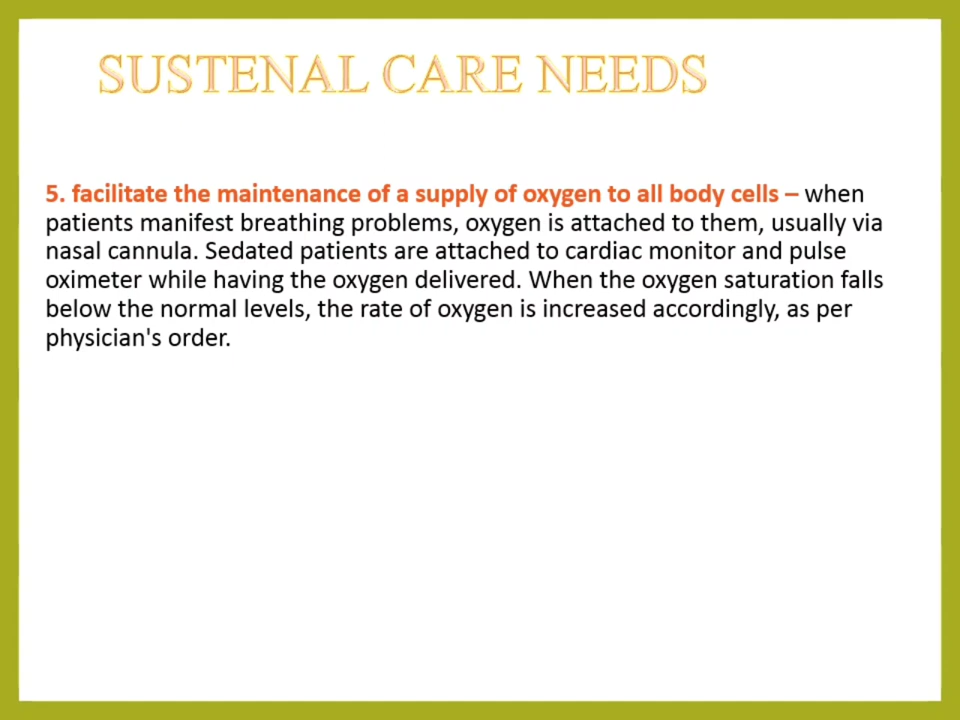 SUSTENAL CARE NEEDS
5. facilitate the maintenance of a supply of oxygen to all body cells – when
patients manifest breathing problems, oxygen is attached to them, usually via
nasal cannula. Sedated patients are attached to cardiac monitor and pulse
oximeter while having the oxygen delivered. When the oxygen saturation falls
below the normal levels, the rate of oxygen is increased accordingly, as per
physician's order.